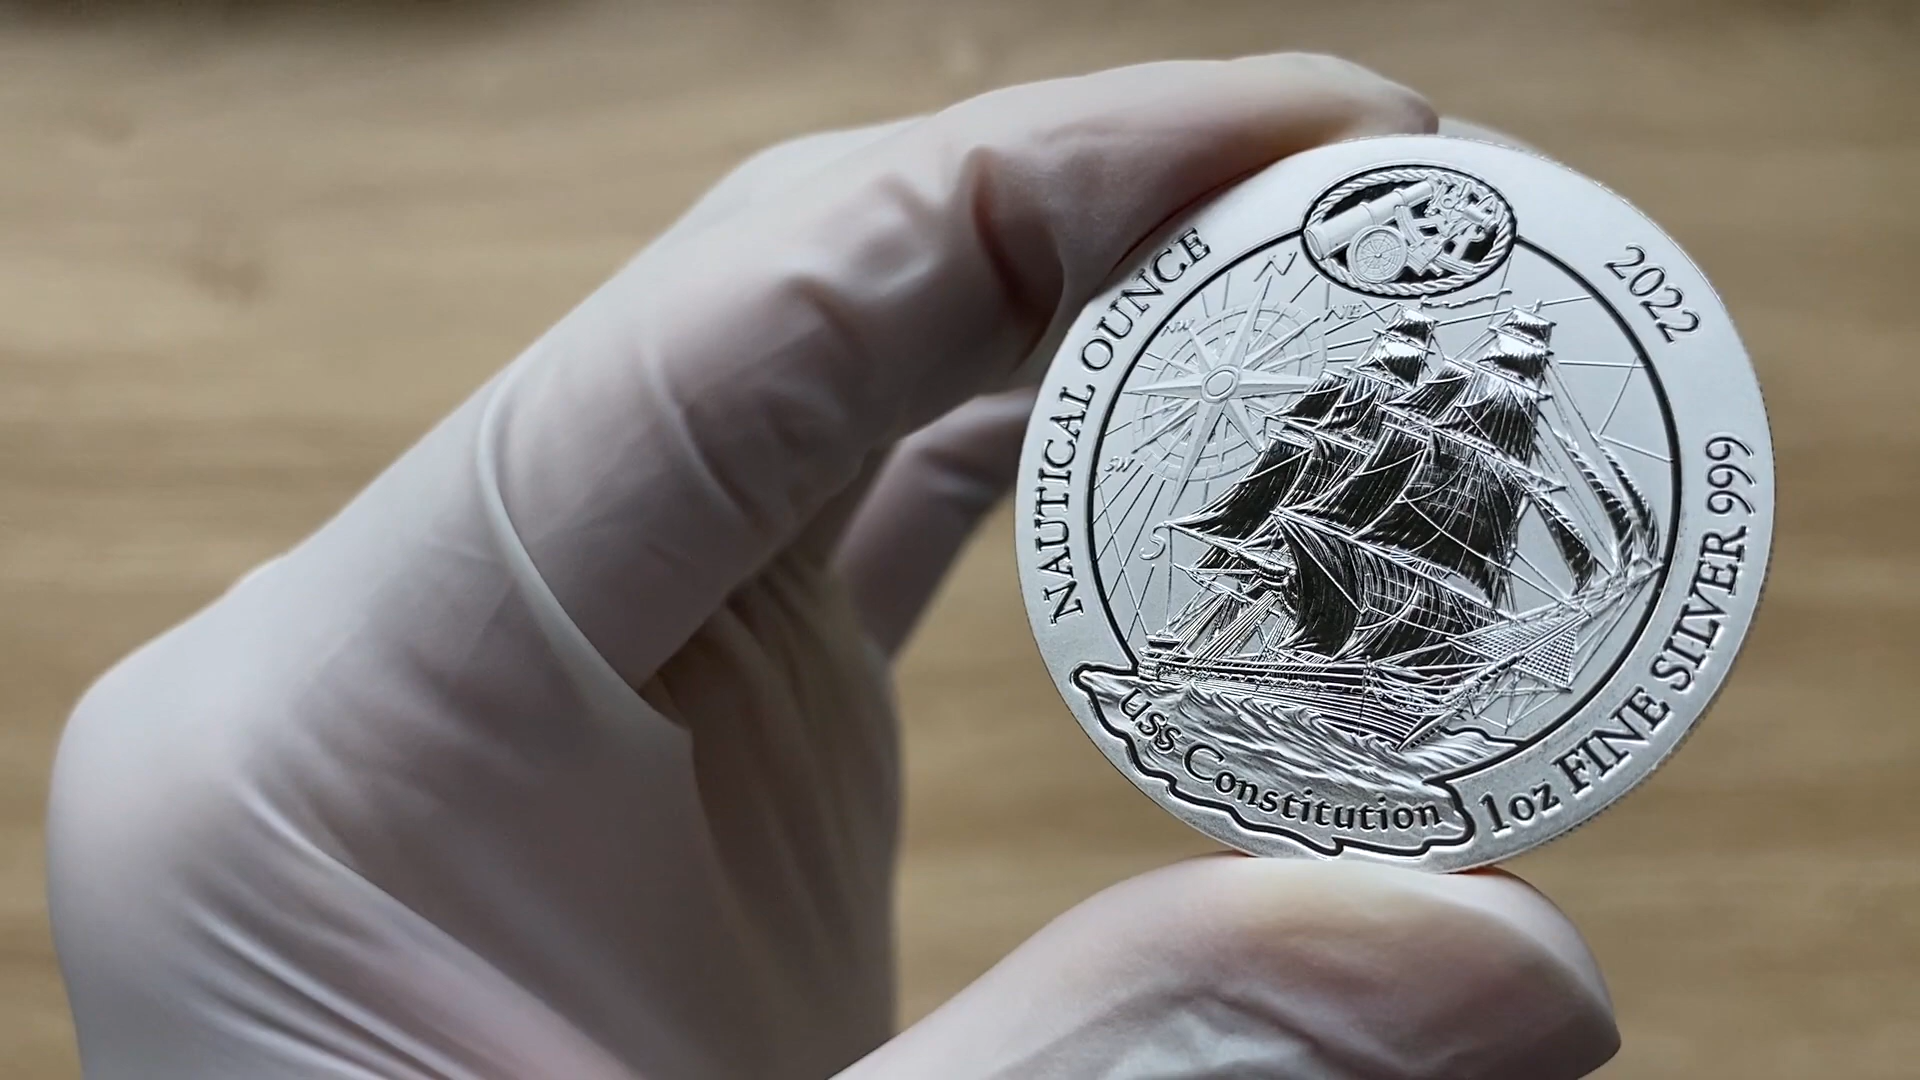 NAUTICAL OUNCE
2022
1oz FINE SILVER 999
N
NE
NW
SW
S
USS Constitution